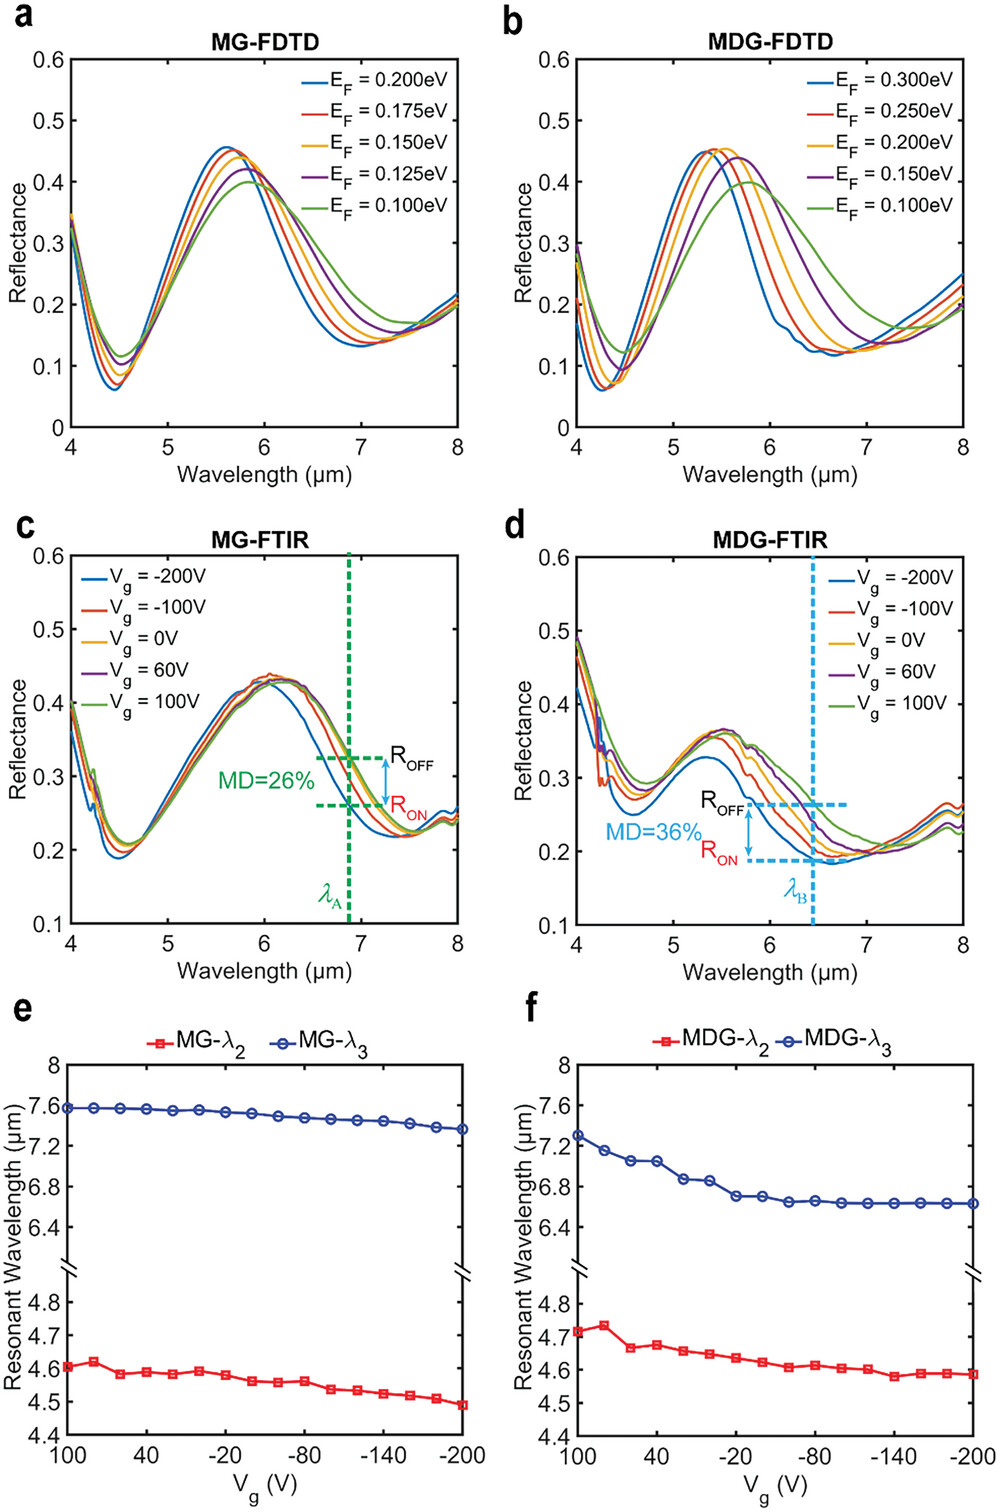 a
MG-FDTD
0.6
0.5
0.4
0.3
0.2
0.1
0
Reflectance
E_F = 0.200eV
E_F = 0.175eV
E_F = 0.150eV
E_F = 0.125eV
E_F = 0.100eV
4 5 6 7 8
Wavelength (μm)
b
MDG-FDTD
0.6
0.5
0.4
0.3
0.2
0.1
0
Reflectance
E_F = 0.300eV
E_F = 0.250eV
E_F = 0.200eV
E_F = 0.150eV
E_F = 0.100eV
4 5 6 7 8
Wavelength (μm)
c
MG-FTIR
0.6
0.5
0.4
0.3
0.2
0.1
Reflectance
V_g = -200V
V_g = -100V
V_g = 0V
V_g = 60V
V_g = 100V
R_OFF
MD=26%
R_ON
λ_A
4 5 6 7 8
Wavelength (μm)
d
MDG-FTIR
0.6
0.5
0.4
0.3
0.2
0.1
Reflectance
V_g = -200V
V_g = -100V
V_g = 0V
V_g = 60V
V_g = 100V
R_OFF
MD=36%
R_ON
λ_B
4 5 6 7 8
Wavelength (μm)
e
MG-λ_2 MG-λ_3
8
7.6
7.2
6.8
6.4
4.8
4.7
4.6
4.5
4.4
Resonant Wavelength (μm)
100 40 -20 -80 -140 -200
V_g (V)
f
MDG-λ_2 MDG-λ_3
8
7.6
7.2
6.8
6.4
4.8
4.7
4.6
4.5
4.4
Resonant Wavelength (μm)
100 40 -20 -80 -140 -200
V_g (V)